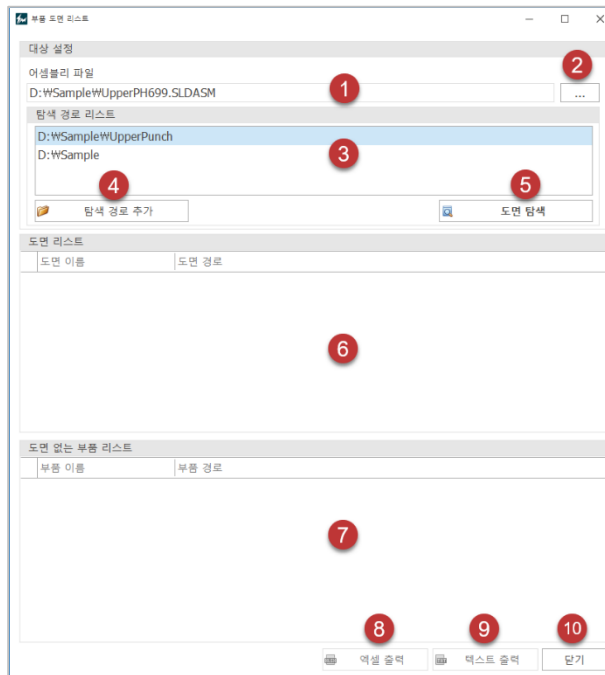 부품 도면 리스트
대상 설정
2
어셈블리 파일
D:₩Sample₩UpperPH699.SLDASM
1
...
탐색 경로 리스트
D:₩Sample₩UpperPunch
D:₩Sample
3
4
5
탐색 경로 추가
도면 탐색
도면 리스트
도면 이름 도면 경로
6
도면 없는 부품 리스트
부품 이름 부품 경로
7
8
9
10
엑셀 출력
텍스트 출력
닫기